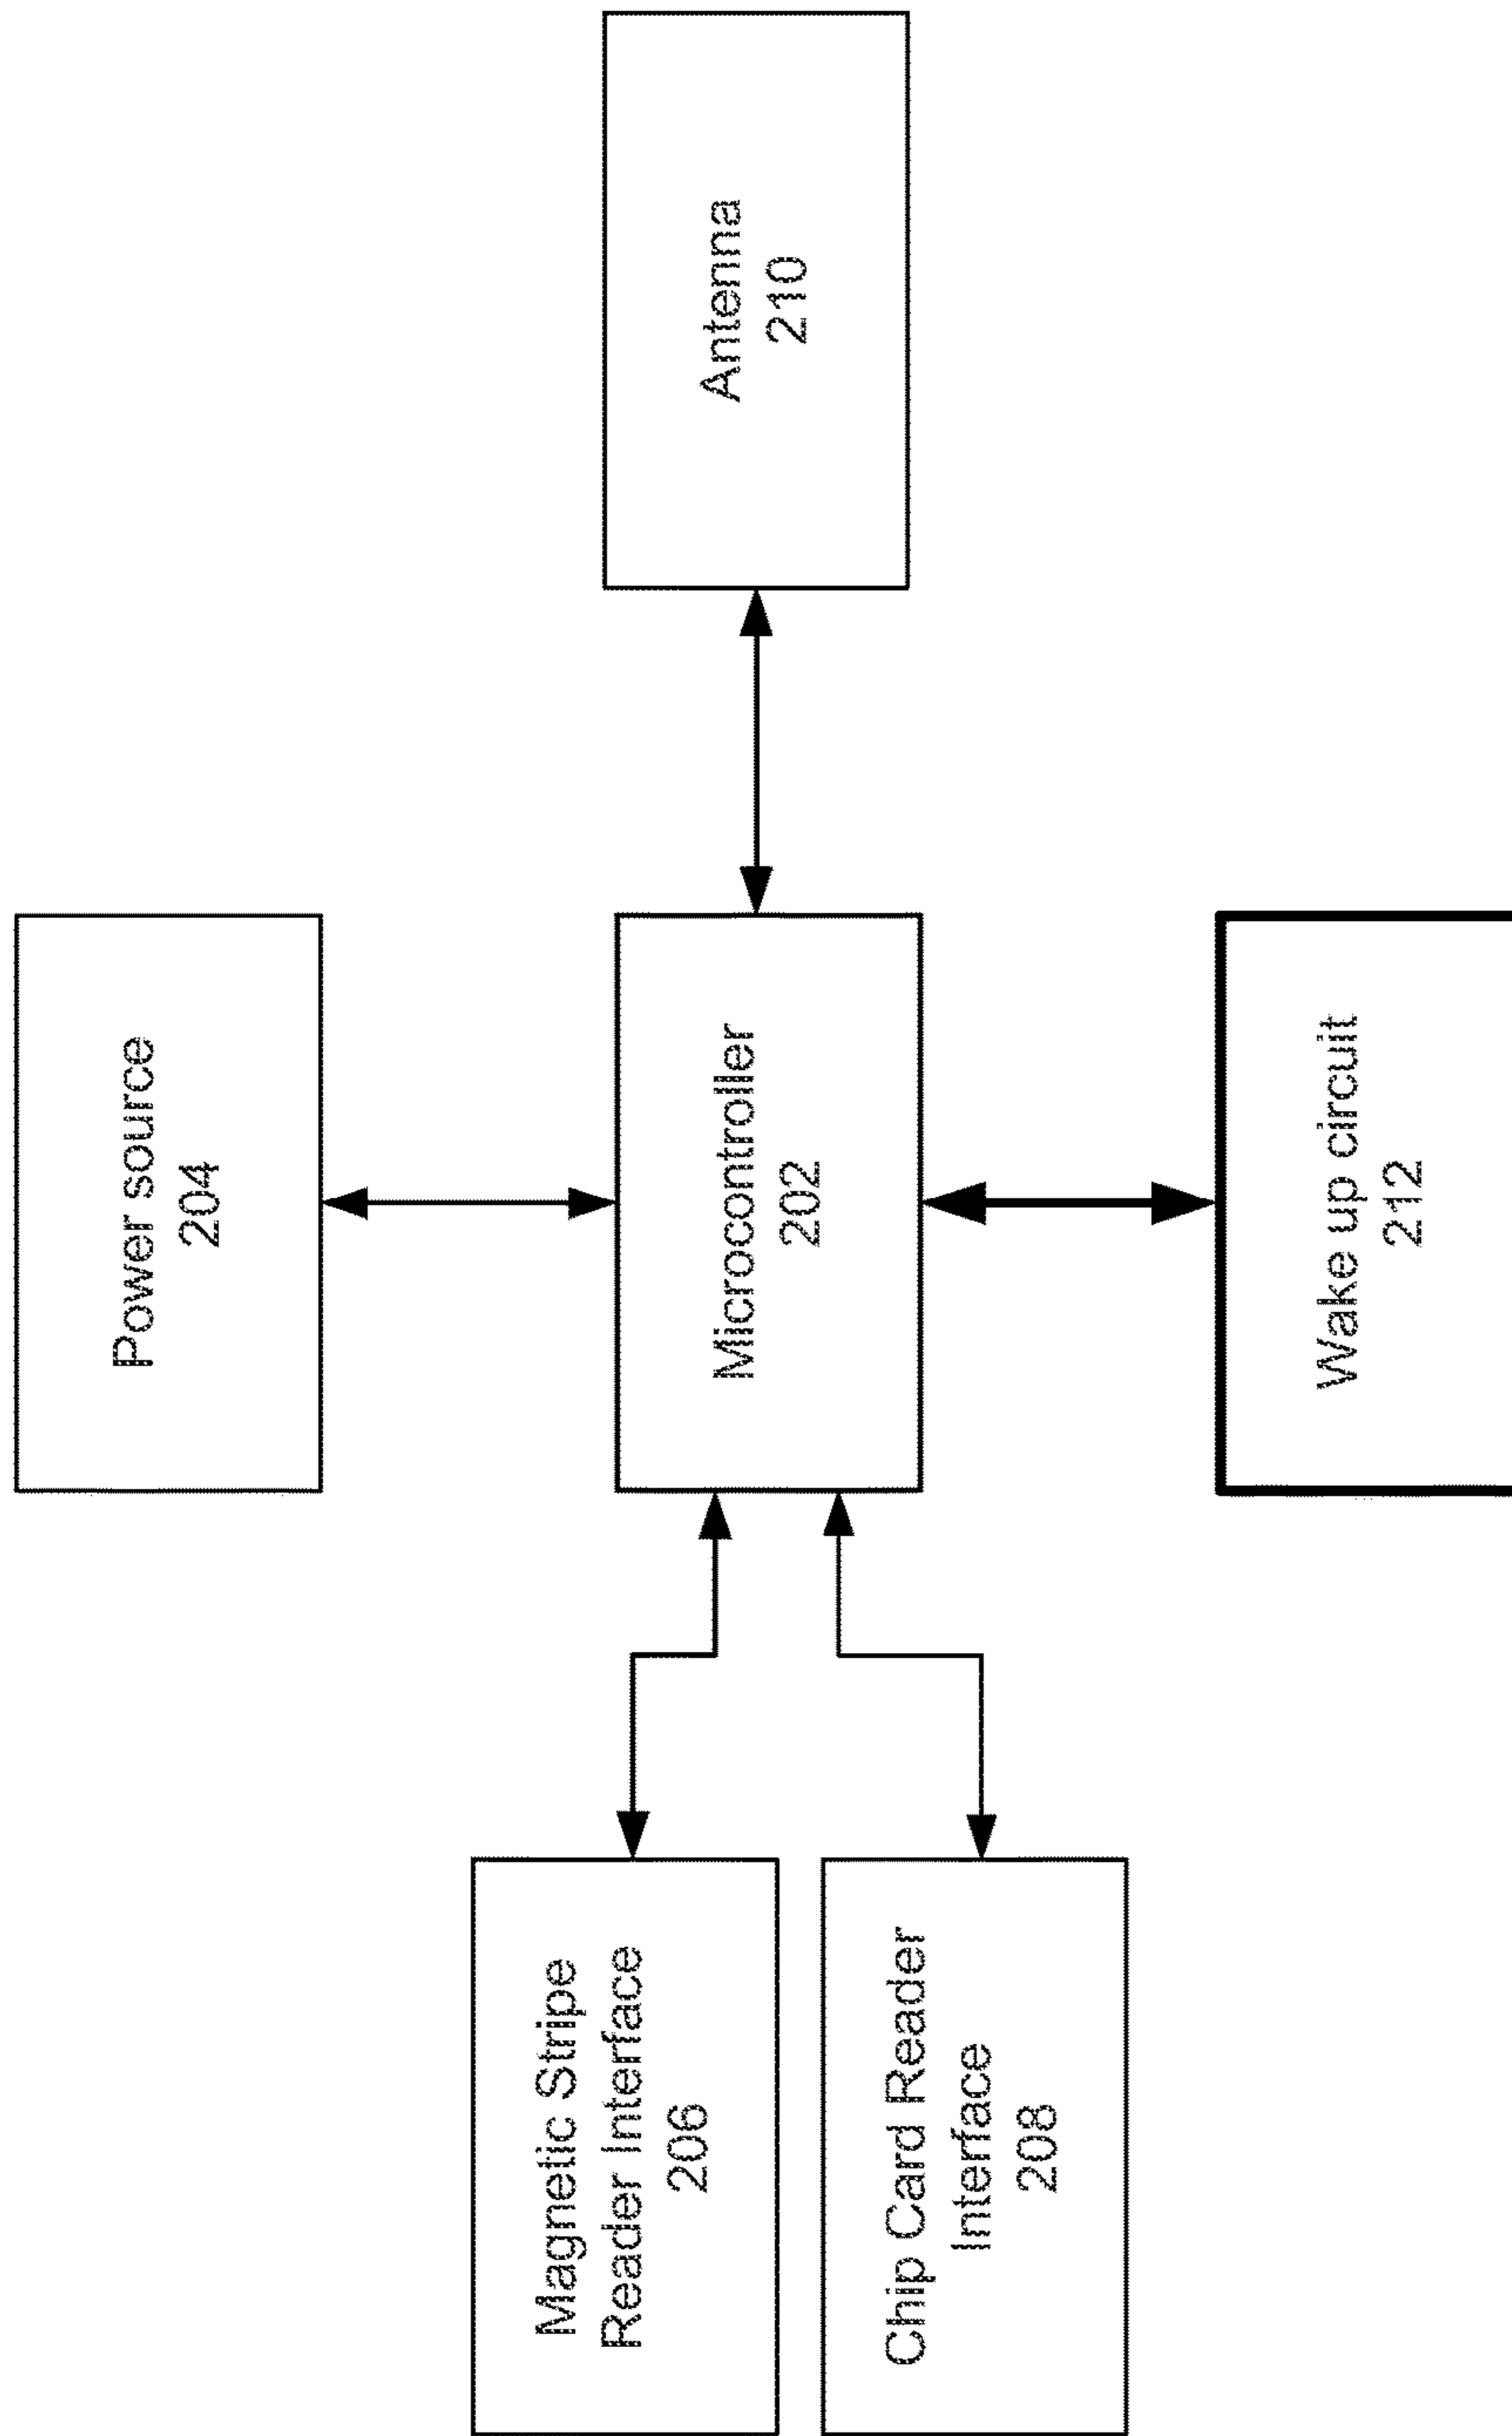 Power source
204
Magnetic Stripe
Reader Interface
206
Microcontroller
202
Antenna
210
Chip Card Reader
Interface
208
Wake up circuit
212